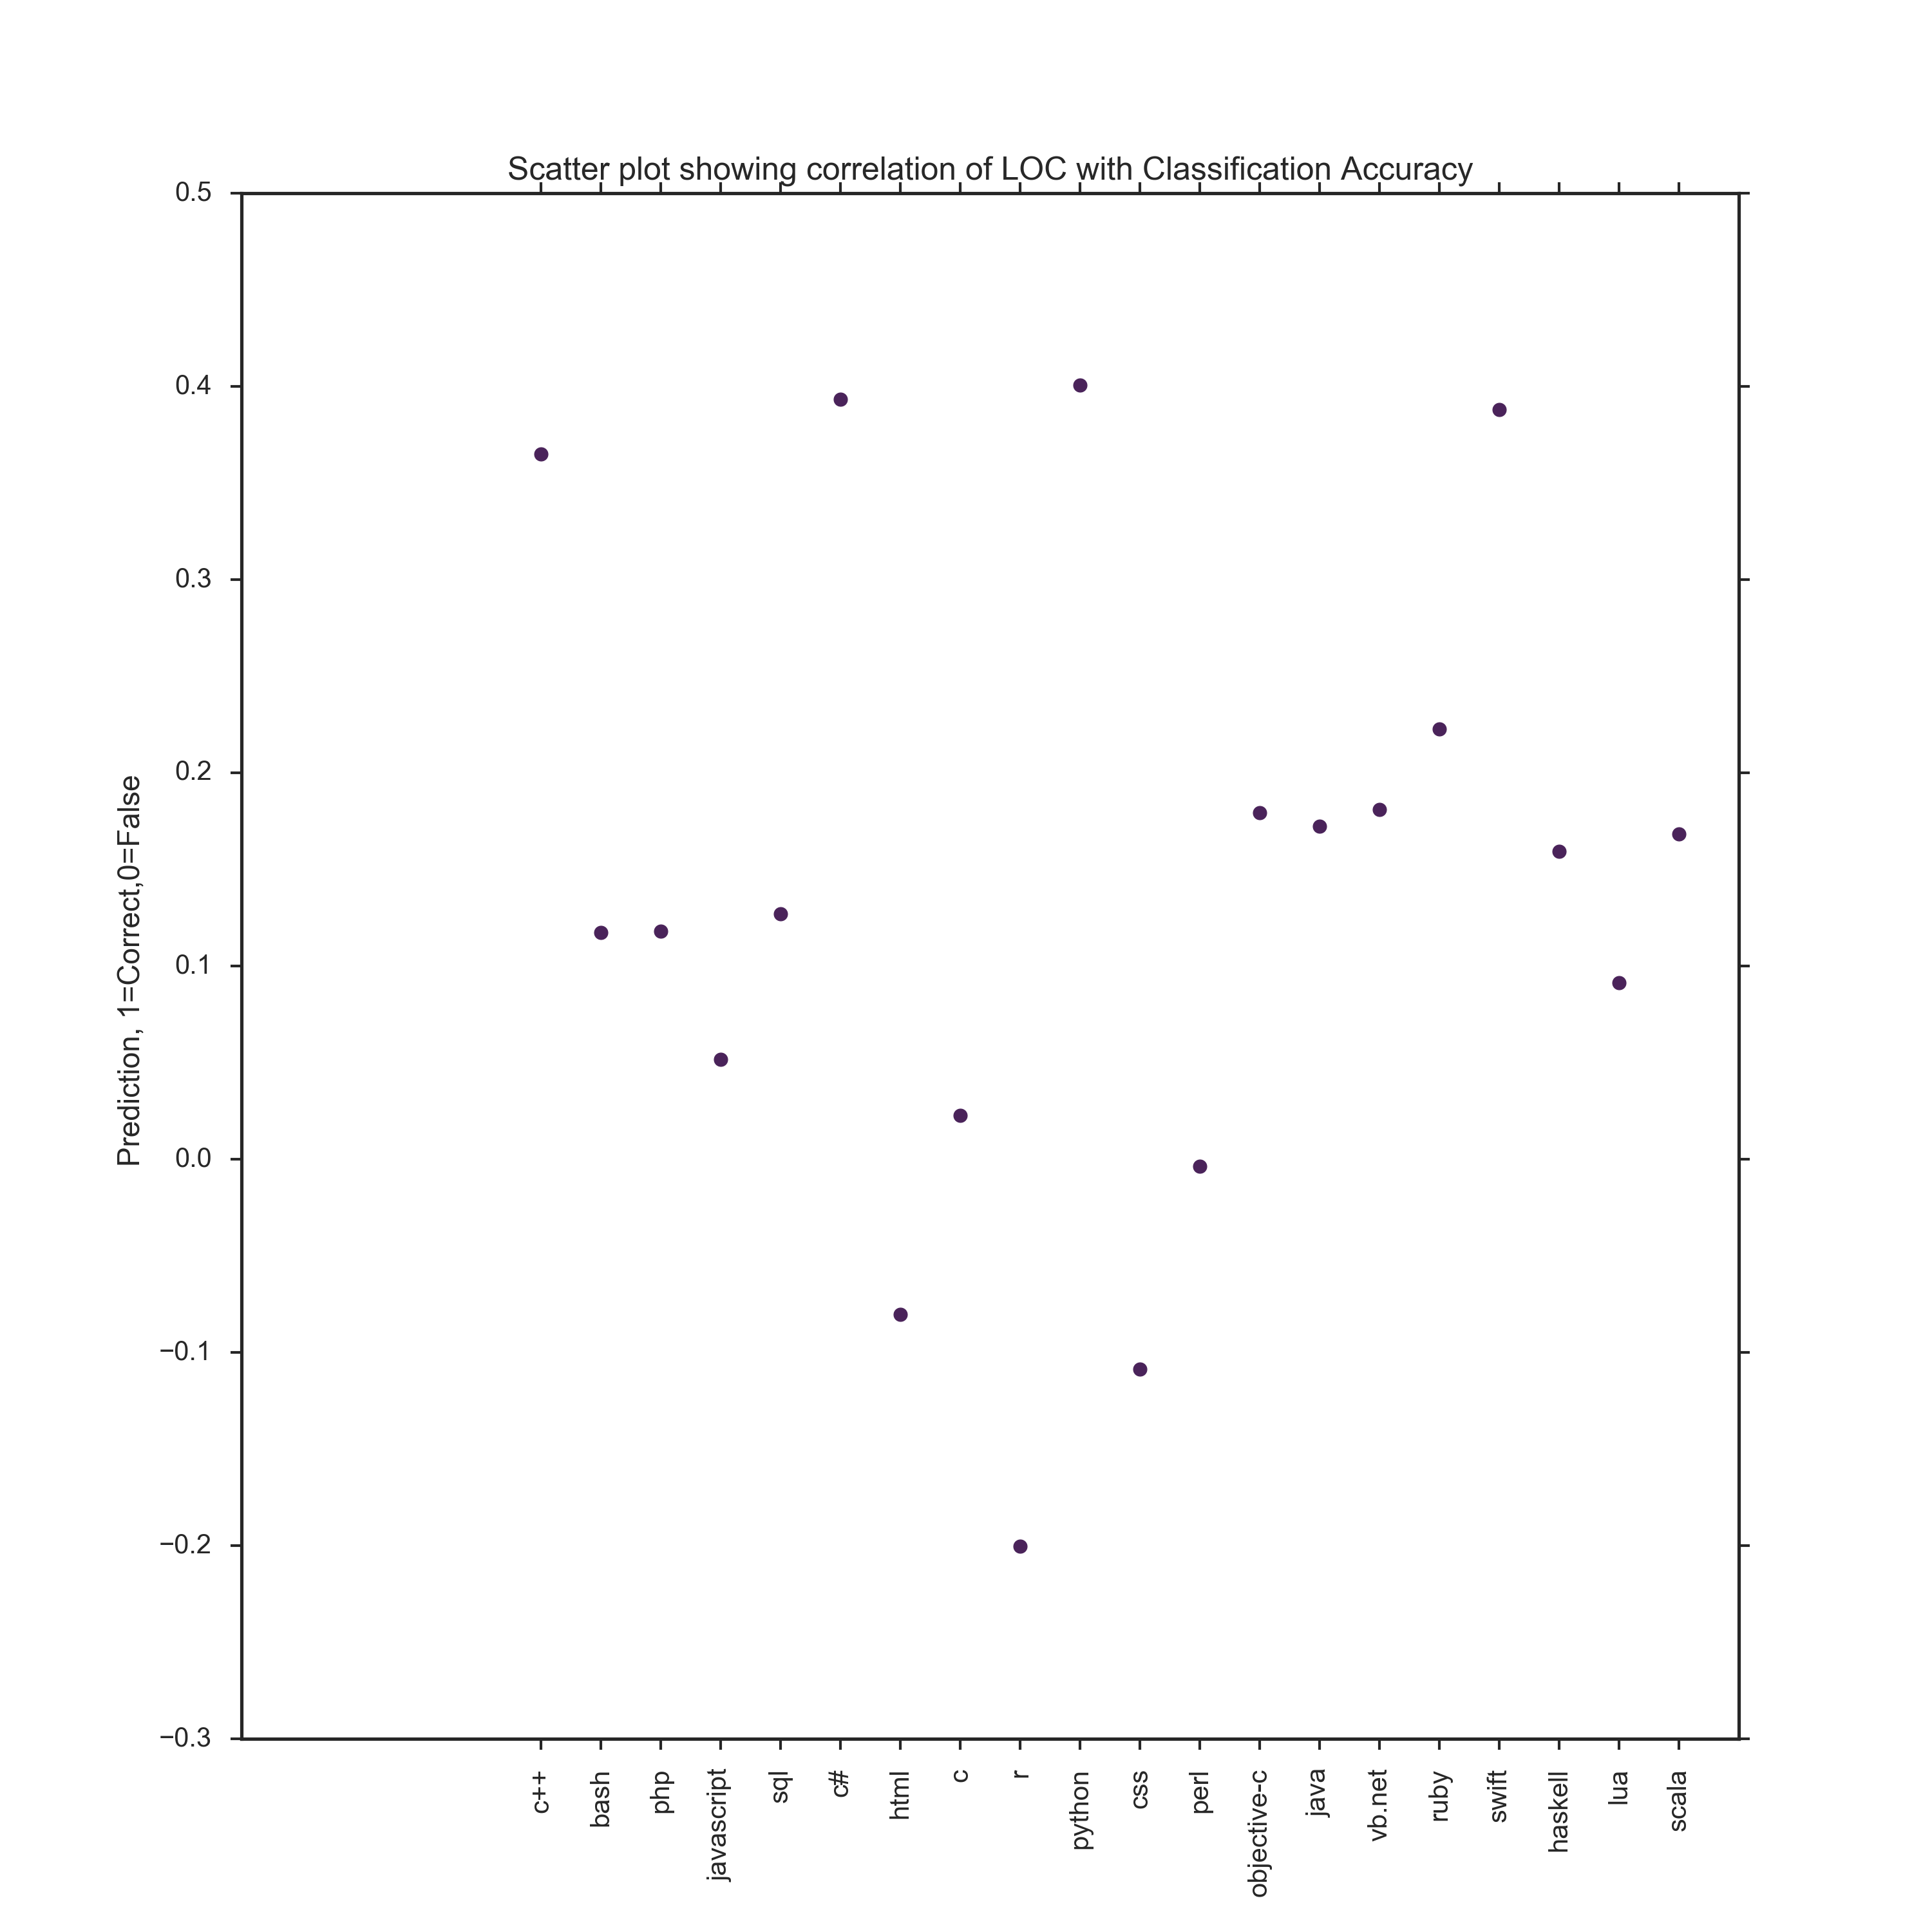 Scatter plot showing correlation of LOC with Classification Accuracy
0.5
0.4
0.3
0.2
0.1
0.0
−0.1
−0.2
−0.3
Prediction, 1=Correct,0=False
c++
bash
php
javascript
sql
c#
html
c
r
python
css
perl
objective-c
java
vb.net
ruby
swift
haskell
lua
scala